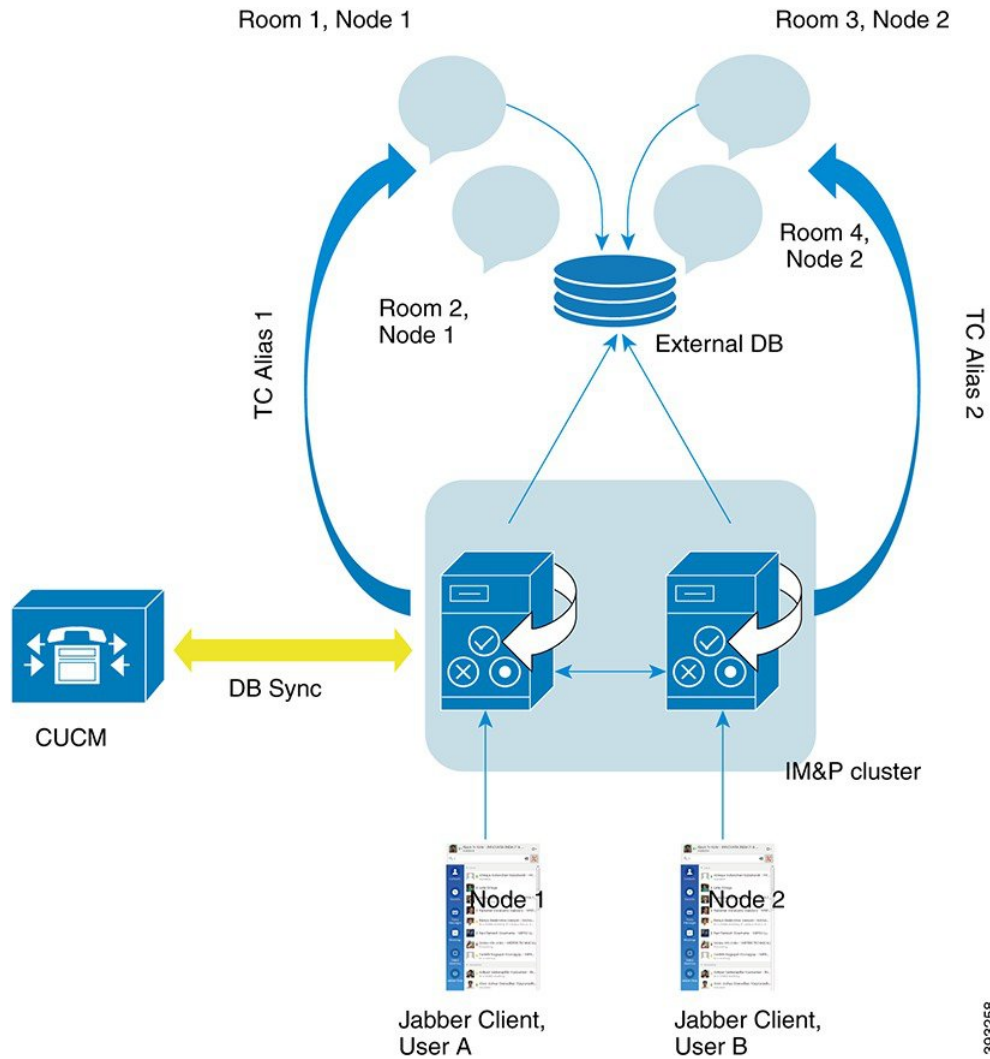 Room 1, Node 1
Room 3, Node 2
Room 4,
Node 2
Room 2,
Node 1
External DB
TC Alias 1
TC Alias 2
DB Sync
CUCM
IM&P cluster
Node 1
Node 2
Jabber Client,
User A
Jabber Client,
User B
393258